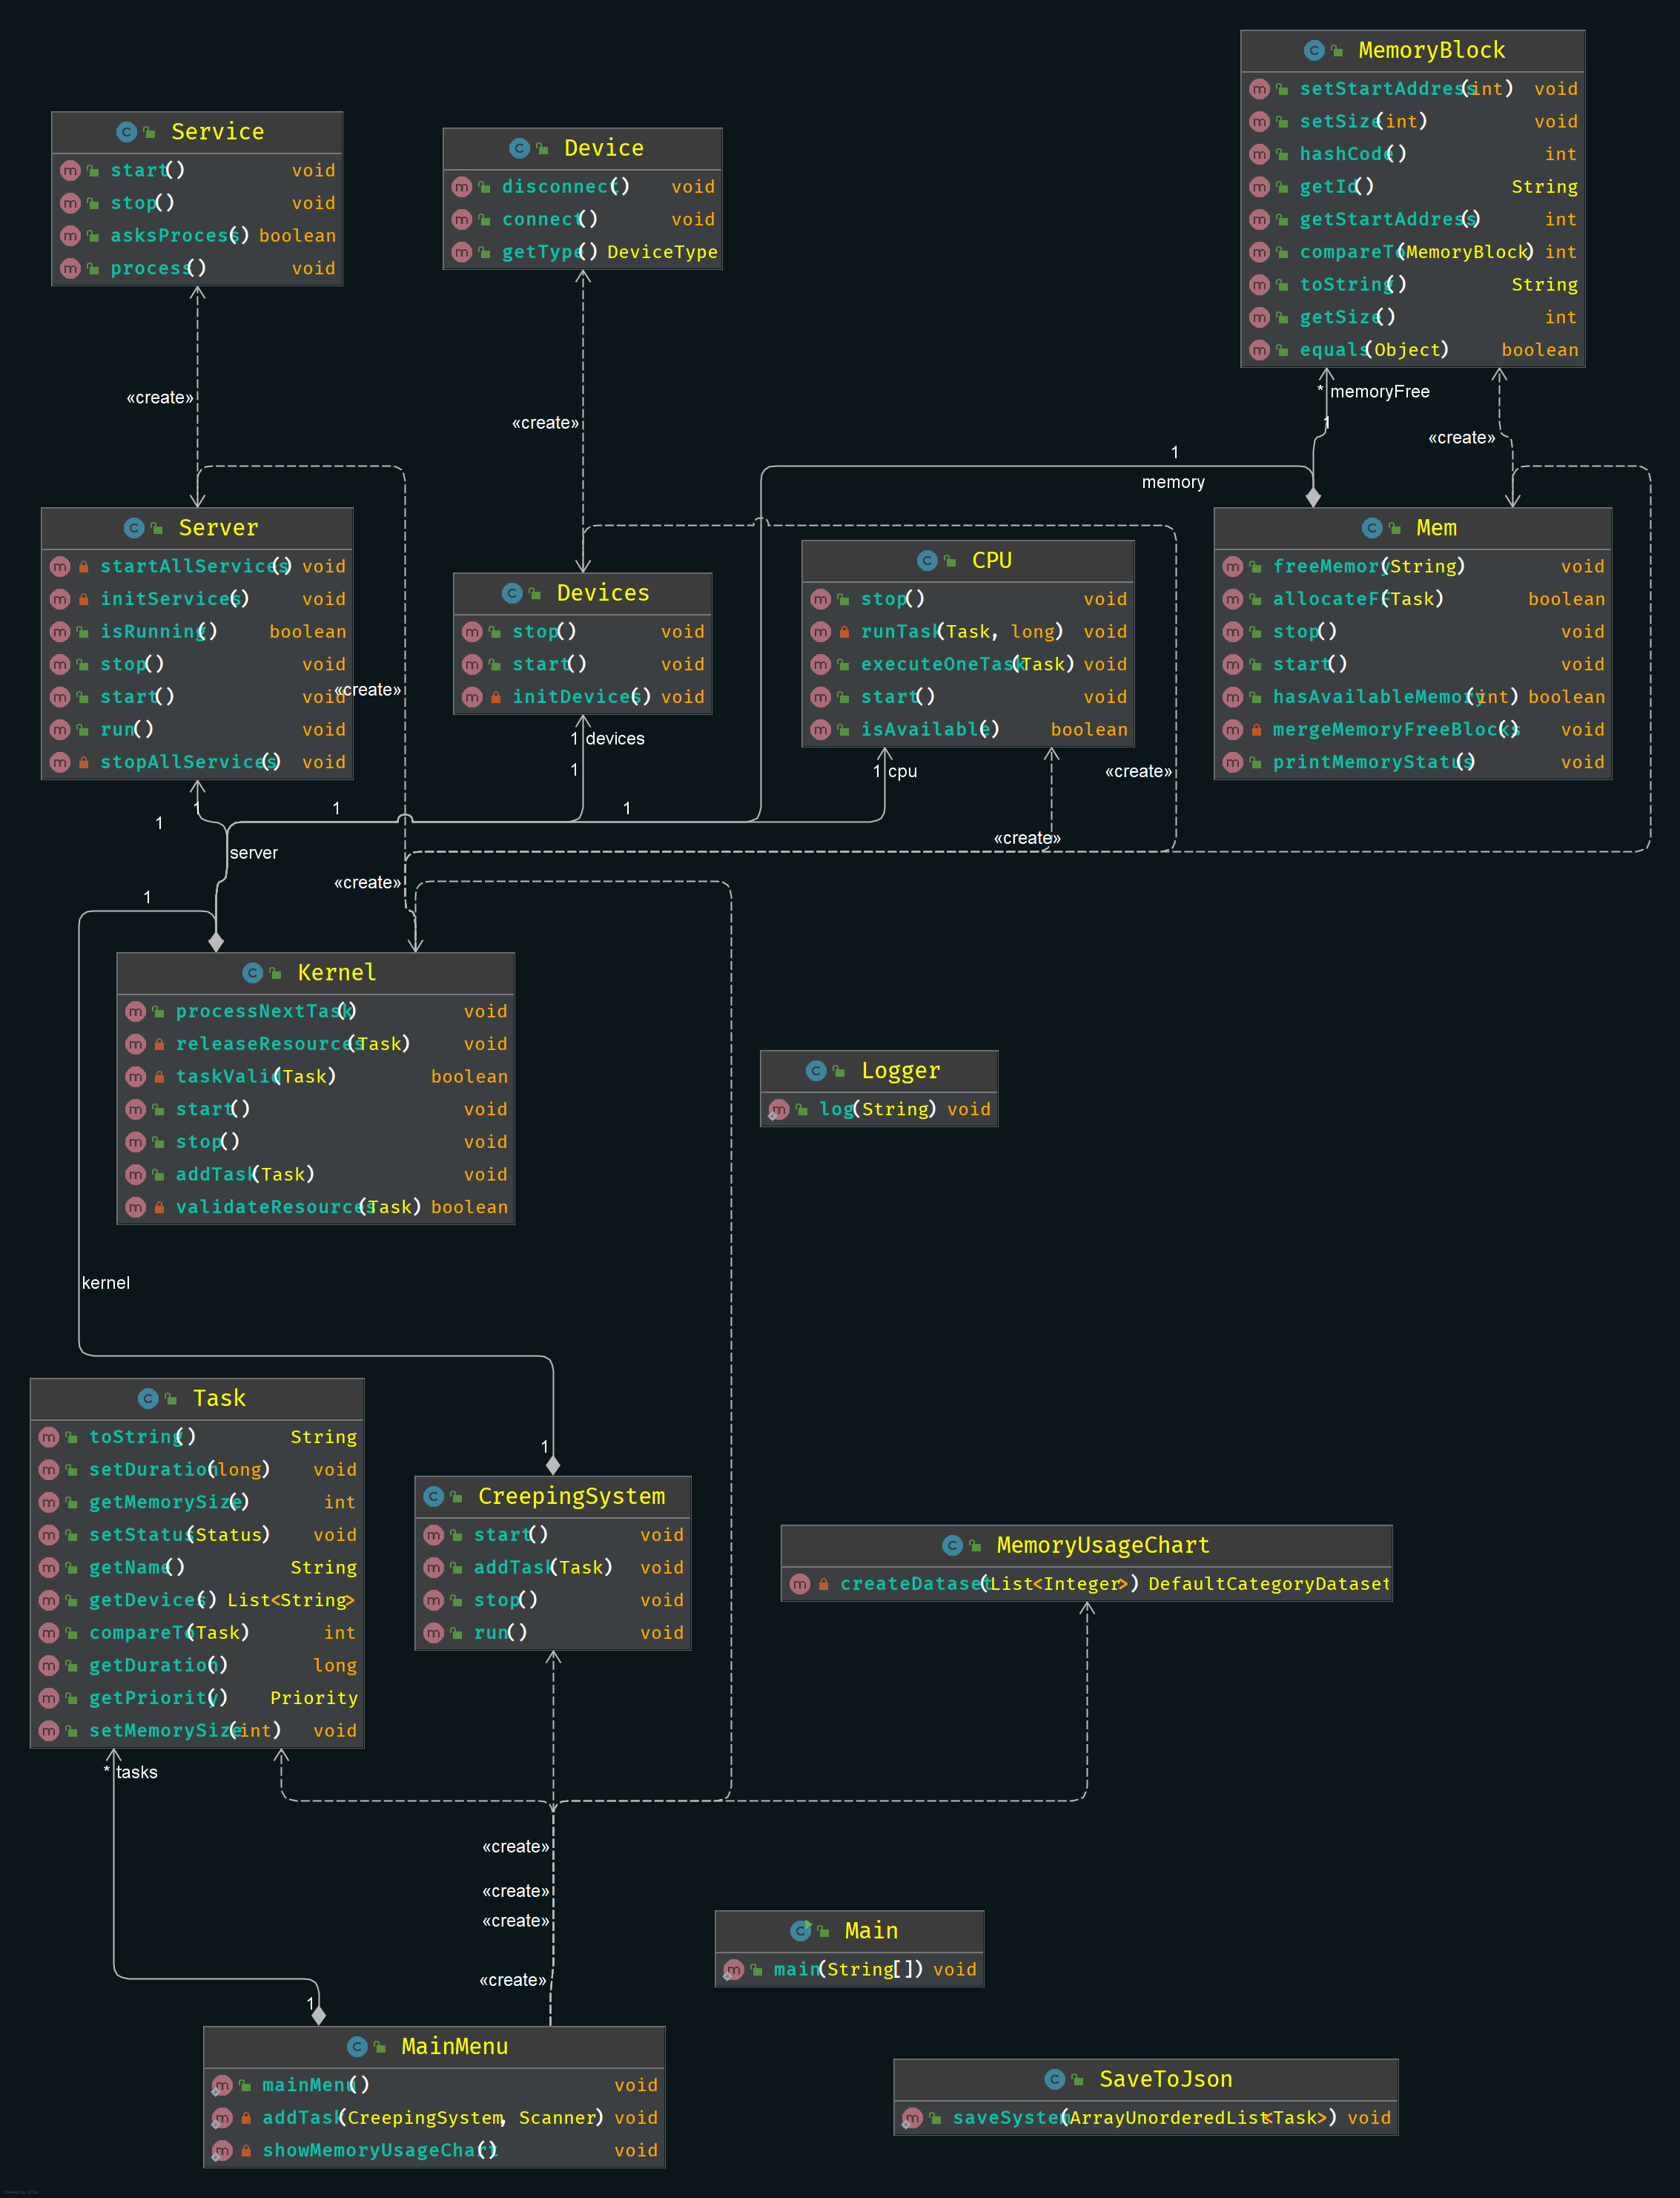 MemoryBlock
setStartAddress(int) void
setSize(int) void
hashCode() int
getId() String
getStartAddress() int
compareTo(MemoryBlock) int
toString() String
getSize() int
equals(Object) boolean
Service
start() void
stop() void
asksProcess() boolean
process() void
Device
disconnect() void
connect() void
getType() DeviceType
* memoryFree
1
«create»
«create»
«create»
1
memory
Server
startAllServices() void
initServices() void
isRunning() boolean
stop() void
start() void
run() void
stopAllServices() void
«create»
Devices
stop() void
start() void
initDevices() void
CPU
stop() void
runTask(Task, long) void
executeOneTask(Task) void
start() void
isAvailable() boolean
Mem
freeMemory(String) void
allocateFF(Task) boolean
stop() void
start() void
hasAvailableMemory(int) boolean
mergeMemoryFreeBlocks() void
printMemoryStatus() void
1 devices
1
1 cpu
«create»
1
1
1
1
«create»
server
«create»
1
Kernel
processNextTask() void
releaseResources(Task) void
taskValid(Task) boolean
start() void
stop() void
addTask(Task) void
validateResources(Task) boolean
Logger
log(String) void
kernel
1
Task
toString() String
setDuration(long) void
getMemorySize() int
setStatus(Status) void
getName() String
getDevices() List<String>
compareTo(Task) int
getDuration() long
getPriority() Priority
setMemorySize(int) void
CreepingSystem
start() void
addTask(Task) void
stop() void
run() void
MemoryUsageChart
createDataset(List<Integer>) DefaultCategoryDataset
* tasks
«create»
«create»
«create»
«create»
1
Main
main(String[]) void
MainMenu
mainMenu() void
addTask(CreepingSystem, Scanner) void
showMemoryUsageChart() void
SaveToJson
saveSystem(ArrayUnorderedList<Task>) void